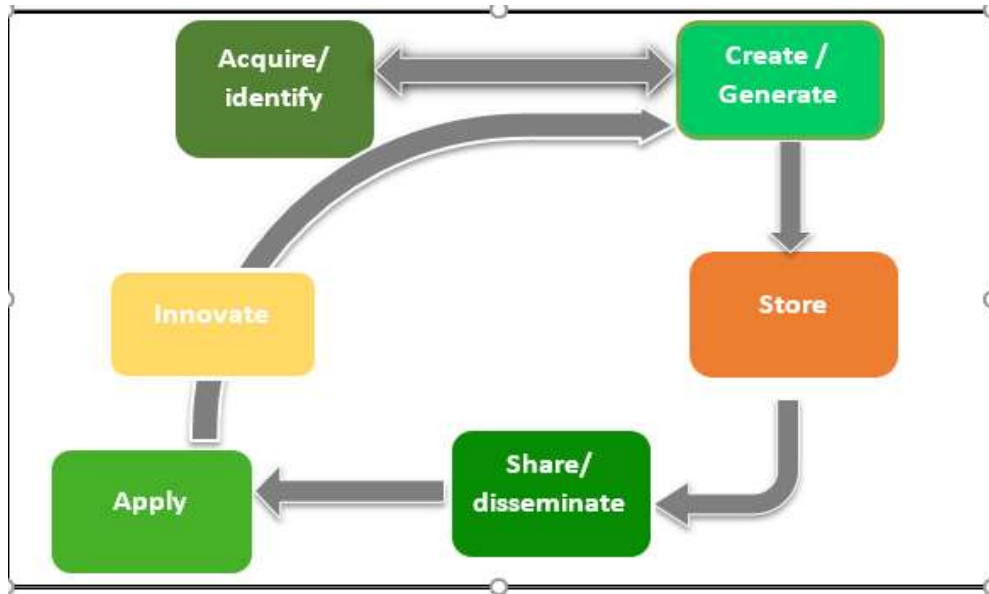 Acquire/
identify
Create /
Generate
Innovate
Store
Share/
disseminate
Apply